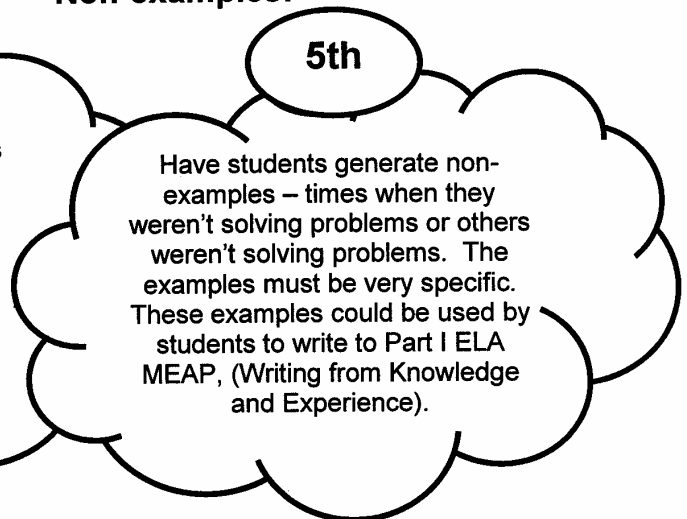 Non-examples:
5th
Have students generate non-
examples – times when they
weren't solving problems or others
weren't solving problems. The
examples must be very specific.
These examples could be used by
students to write to Part I ELA
MEAP, (Writing from Knowledge
and Experience).